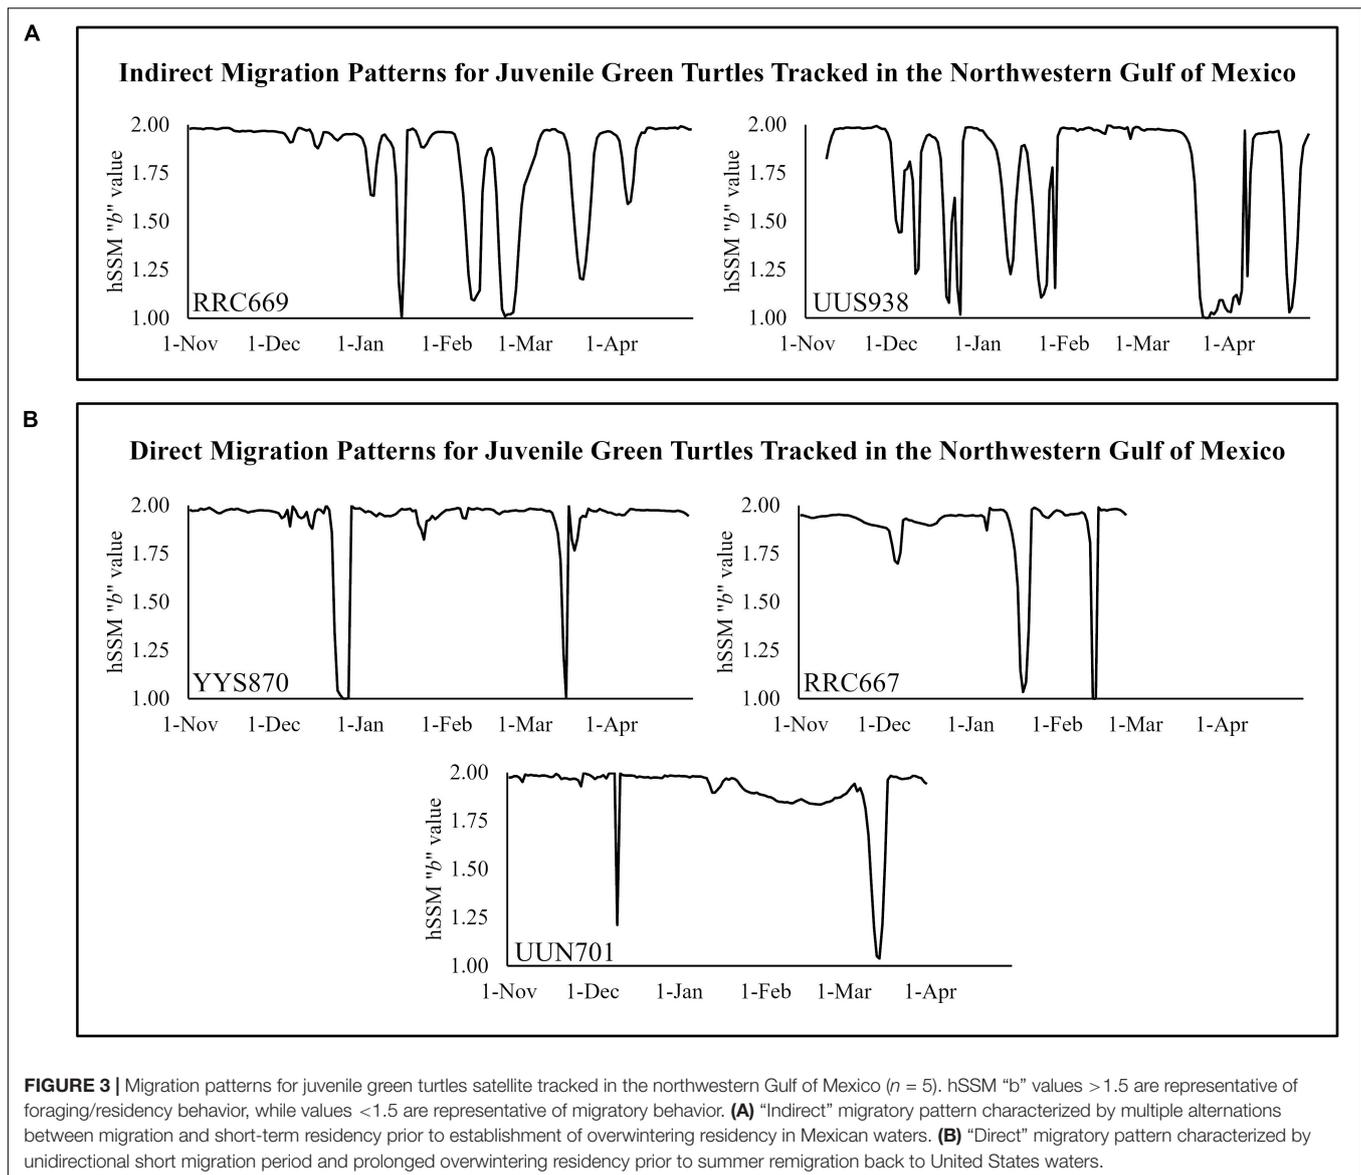 A
Indirect Migration Patterns for Juvenile Green Turtles Tracked in the Northwestern Gulf of Mexico
hSSM "b" value
2.00
1.75
1.50
1.25
1.00
RRC669
1-Nov 1-Dec 1-Jan 1-Feb 1-Mar 1-Apr
hSSM "b" value
2.00
1.75
1.50
1.25
1.00
UUS938
1-Nov 1-Dec 1-Jan 1-Feb 1-Mar 1-Apr
B
Direct Migration Patterns for Juvenile Green Turtles Tracked in the Northwestern Gulf of Mexico
hSSM "b" value
2.00
1.75
1.50
1.25
1.00
YYS870
1-Nov 1-Dec 1-Jan 1-Feb 1-Mar 1-Apr
hSSM "b" value
2.00
1.75
1.50
1.25
1.00
RRC667
1-Nov 1-Dec 1-Jan 1-Feb 1-Mar 1-Apr
hSSM "b" value
2.00
1.75
1.50
1.25
1.00
UUN701
1-Nov 1-Dec 1-Jan 1-Feb 1-Mar 1-Apr
FIGURE 3 | Migration patterns for juvenile green turtles satellite tracked in the northwestern Gulf of Mexico (n = 5). hSSM “b” values >1.5 are representative of
foraging/residency behavior, while values <1.5 are representative of migratory behavior. (A) “Indirect” migratory pattern characterized by multiple alternations
between migration and short-term residency prior to establishment of overwintering residency in Mexican waters. (B) “Direct” migratory pattern characterized by
unidirectional short migration period and prolonged overwintering residency prior to summer remigration back to United States waters.